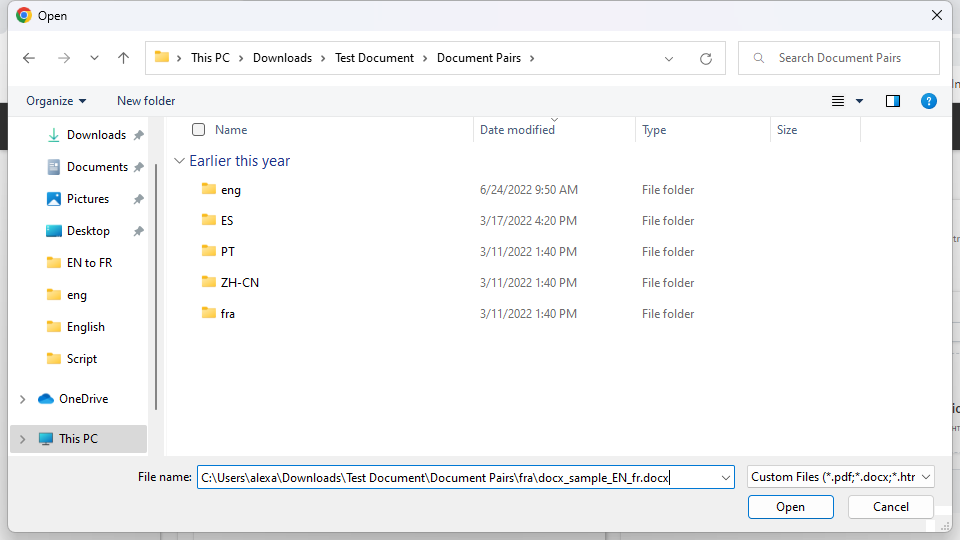 Open
This PC > Downloads > Test Document > Document Pairs >
Search Document Pairs
Organize
New folder
Name
Date modified
Type
Size
Downloads
Documents
Pictures
Desktop
EN to FR
eng
English
Script
OneDrive
This PC
Earlier this year
eng 6/24/2022 9:50 AM File folder
ES 3/17/2022 4:20 PM File folder
PT 3/11/2022 1:40 PM File folder
ZH-CN 3/11/2022 1:40 PM File folder
fra 3/11/2022 1:40 PM File folder
File name: C:\Users\alexa\Downloads\Test Document\Document Pairs\fra\docx_sample_EN_fr.docx
Custom Files (*.pdf;*.docx;*.htr
Open
Cancel